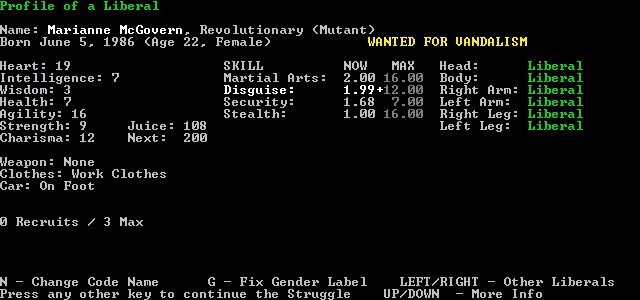 Profile of a Liberal
Name: Marianne McGovern, Revolutionary (Mutant)
Born June 5, 1986 (Age 22, Female) WANTED FOR VANDALISM
Heart: 19 SKILL NOW MAX Head: Liberal
Intelligence: 7 Martial Arts: 2.00 16.00 Body: Liberal
Wisdom: 3 Disguise: 1.99+12.00 Right Arm: Liberal
Health: 7 Security: 1.68 7.00 Left Arm: Liberal
Agility: 16 Stealth: 1.00 16.00 Right Leg: Liberal
Strength: 9 Juice: 108 Left Leg: Liberal
Charisma: 12 Next: 200
Weapon: None
Clothes: Work Clothes
Car: On Foot
0 Recruits / 3 Max
N - Change Code Name G - Fix Gender Label LEFT/RIGHT - Other Liberals
Press any other key to continue the Struggle UP/DOWN - More Info